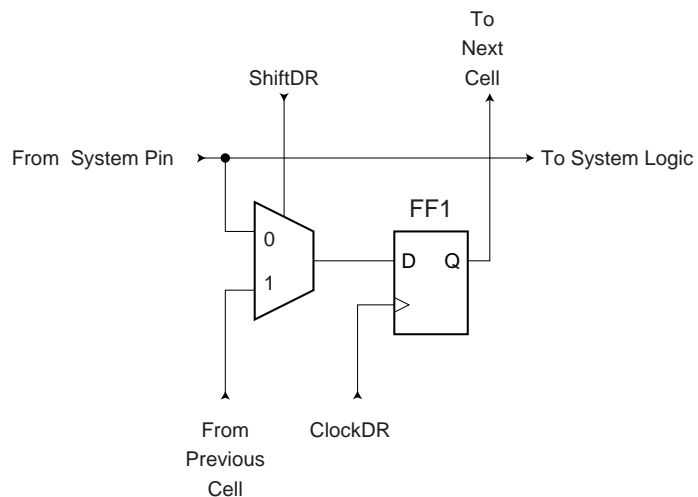 To
Next
Cell
ShiftDR
From System Pin
To System Logic
FF1
0
D Q
1
From
Previous
Cell
ClockDR